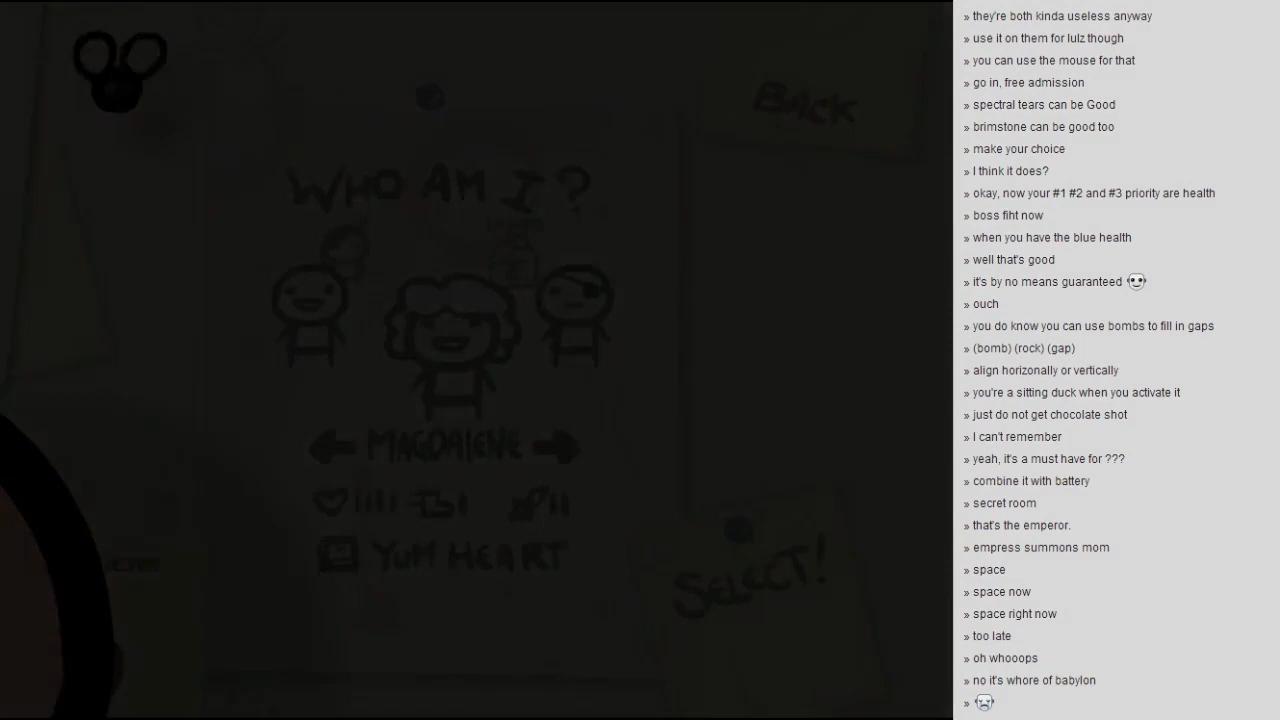 BACK
WHO AM I?
MAGDALENE
YUM HEART
SELECT!
» they're both kinda useless anyway
» use it on them for lulz though
» you can use the mouse for that
» go in, free admission
» spectral tears can be Good
» brimstone can be good too
» make your choice
» I think it does?
» okay, now your #1 #2 and #3 priority are health
» boss fiht now
» when you have the blue health
» well that's good
» it's by no means guaranteed
» ouch
» you do know you can use bombs to fill in gaps
» (bomb) (rock) (gap)
» align horizonally or vertically
» you're a sitting duck when you activate it
» just do not get chocolate shot
» I can't remember
» yeah, it's a must have for ???
» combine it with battery
» secret room
» that's the emperor.
» empress summons mom
» space
» space now
» space right now
» too late
» oh whooops
» no it's whore of babylon
»